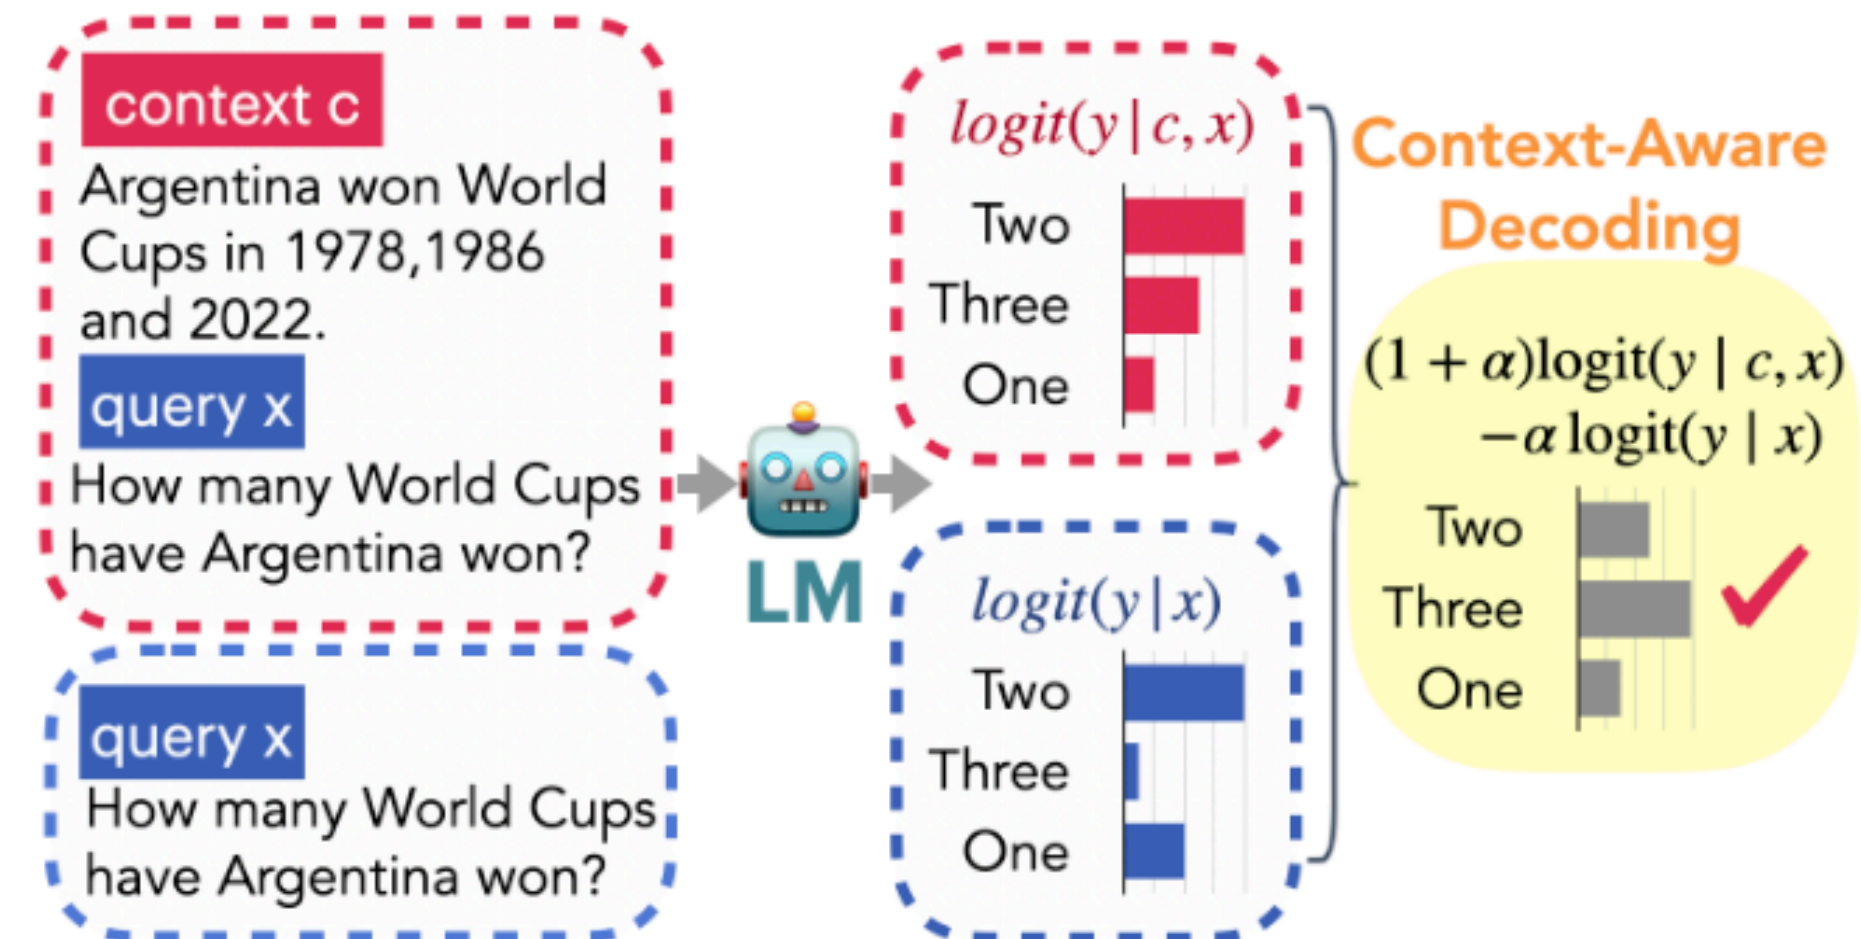 context c
Argentina won World
Cups in 1978,1986
and 2022.
query x
How many World Cups
have Argentina won?
query x
How many World Cups
have Argentina won?
LM
logit(y|c, x)
Two
Three
One
logit(y|x)
Two
Three
One
Context-Aware
Decoding
(1 + α)logit(y | c, x)
−α logit(y | x)
Two
Three
One